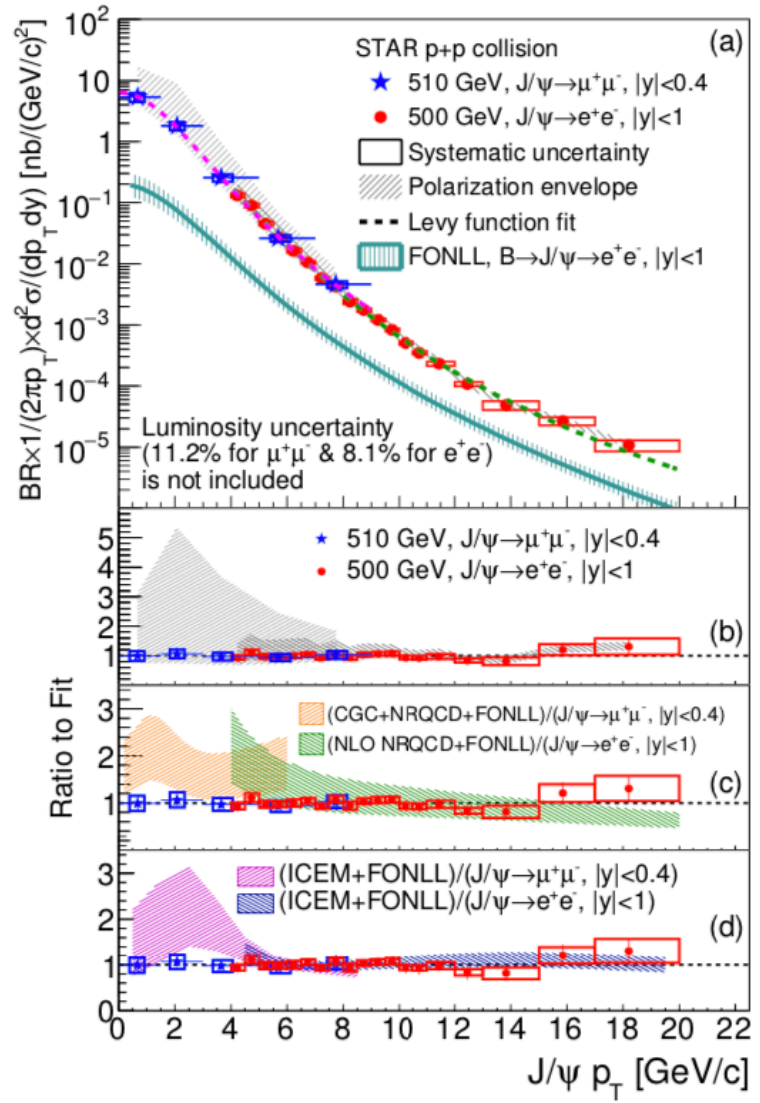 (a)
STAR p+p collision
510 GeV, J/ψ→μ⁺μ⁻, |y|<0.4
500 GeV, J/ψ→e⁺e⁻, |y|<1
Systematic uncertainty
Polarization envelope
Levy function fit
FONLL, B→J/ψ→e⁺e⁻, |y|<1
10²
10
1
10⁻¹
10⁻²
10⁻³
10⁻⁴
10⁻⁵
BR×1/(2πp_T)×d²σ/(dp_T dy) [nb/(GeV/c)²]
Luminosity uncertainty
(11.2% for μ⁺μ⁻ & 8.1% for e⁺e⁻)
is not included
510 GeV, J/ψ→μ⁺μ⁻, |y|<0.4
500 GeV, J/ψ→e⁺e⁻, |y|<1
(b)
5
4
3
2
1
Ratio to Fit
(CGC+NRQCD+FONLL)/(J/ψ→μ⁺μ⁻, |y|<0.4)
(NLO NRQCD+FONLL)/(J/ψ→e⁺e⁻, |y|<1)
(c)
3
2
1
(ICEM+FONLL)/(J/ψ→μ⁺μ⁻, |y|<0.4)
(ICEM+FONLL)/(J/ψ→e⁺e⁻, |y|<1)
(d)
3
2
1
0
0 2 4 6 8 10 12 14 16 18 20 22
J/ψ p_T [GeV/c]